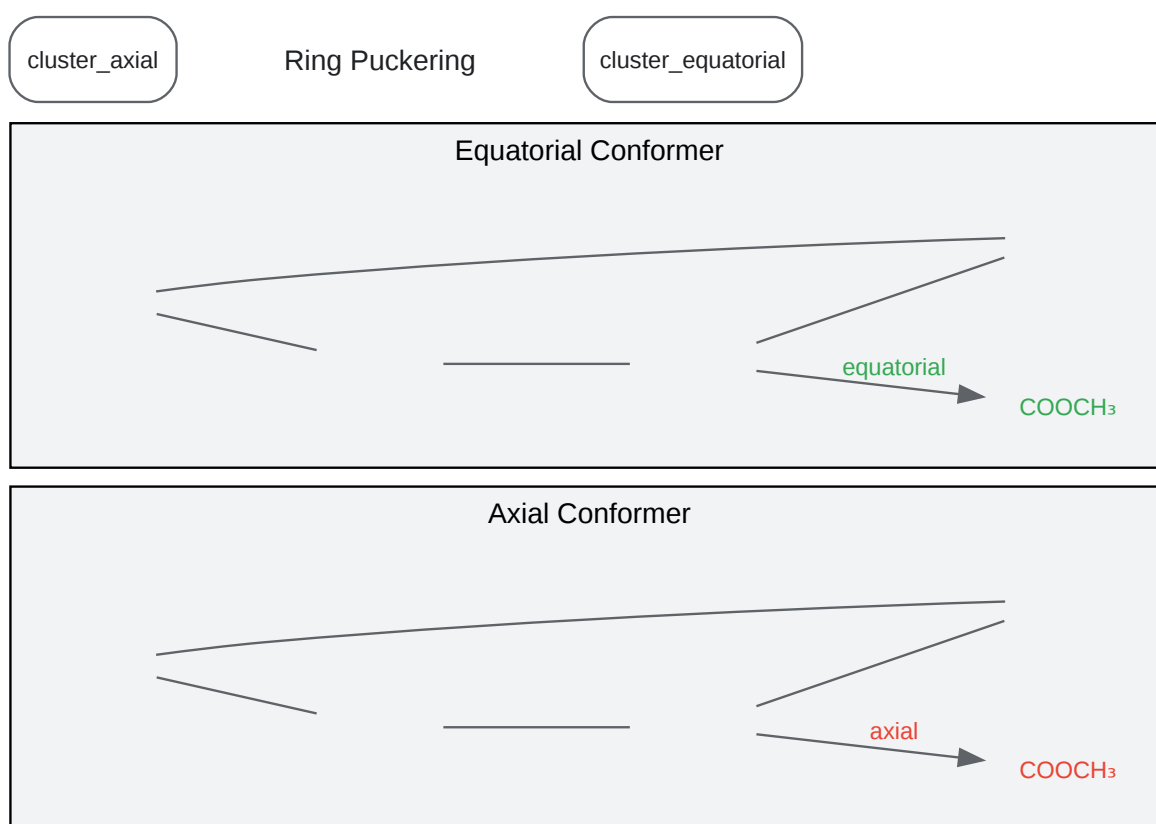 cluster_axial
Ring Puckering
cluster_equatorial
Equatorial Conformer
equatorial
COOCH₃
Axial Conformer
axial
COOCH₃